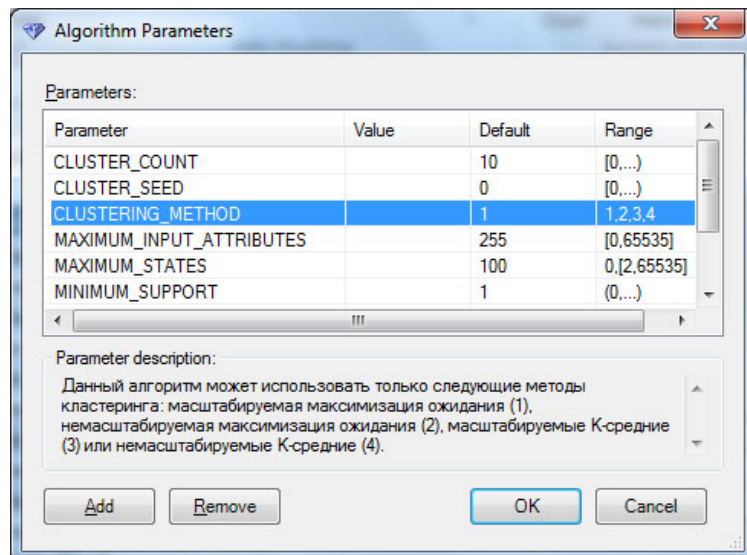 Algorithm Parameters
Parameters:
Parameter Value Default Range
CLUSTER_COUNT 10 [0,...)
CLUSTER_SEED 0 [0,...)
CLUSTERING_METHOD 1 1,2,3,4
MAXIMUM_INPUT_ATTRIBUTES 255 [0,65535]
MAXIMUM_STATES 100 0,[2,65535]
MINIMUM_SUPPORT 1 (0,...)
Parameter description:
Данный алгоритм может использовать только следующие методы
кластеринга: масштабируемая максимизация ожидания (1),
немасштабируемая максимизация ожидания (2), масштабируемые К-средние
(3) или немасштабируемые К-средние (4).
Add Remove OK Cancel